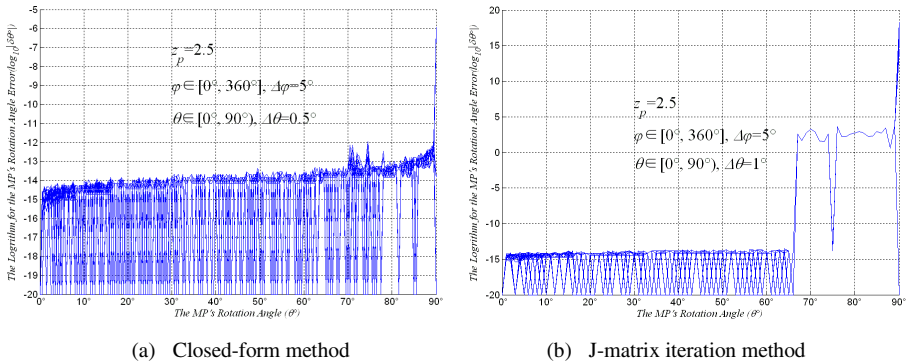 -5
-6
-7
-8
-9
-10
-11
-12
-13
-14
-15
-16
-17
-18
-19
-20
The Logrithm for the MP's Rotation Angle Error(log10|δθ°|)
z_p=2.5
φ∈[0°, 360°], Δφ=5°
θ∈[0°, 90°), Δθ=0.5°
0° 10° 20° 30° 40° 50° 60° 70° 80° 90°
The MP's Rotation Angle (θ°)
(a) Closed-form method
20
15
10
5
0
-5
-10
-15
-20
The Logrithm for the MP's Rotation Angle Error(log10|δθ°|)
z_p=2.5
φ∈[0°, 360°], Δφ=5°
θ∈[0°, 90°), Δθ=1°
0° 10° 20° 30° 40° 50° 60° 70° 80° 90°
The MP's Rotation Angle (θ°)
(b) J-matrix iteration method